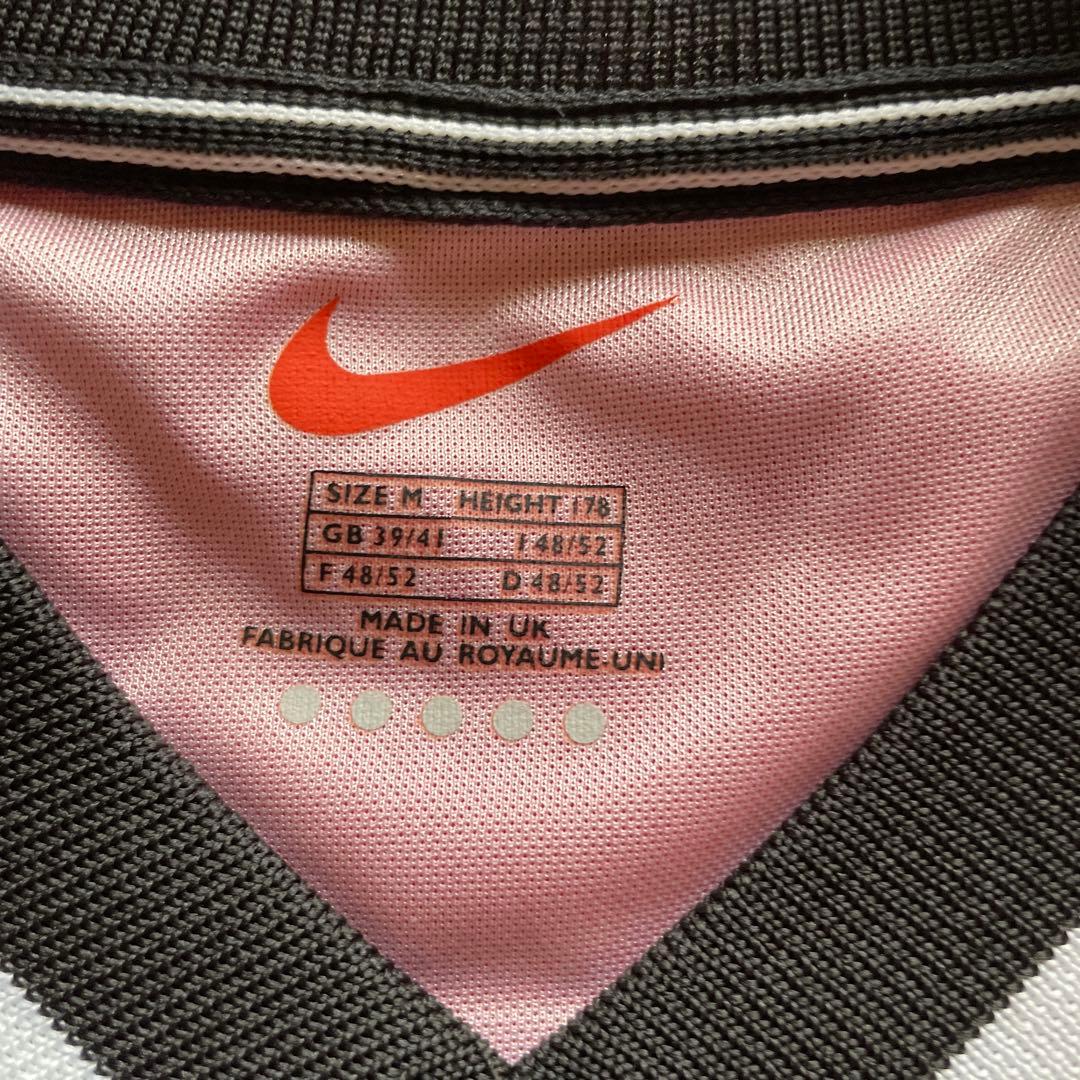 SIZE M HEIGHT 178
GB 39/41 I 48/52
F 48/52 D 48/52
MADE IN UK
FABRIQUE AU ROYAUME-UNI